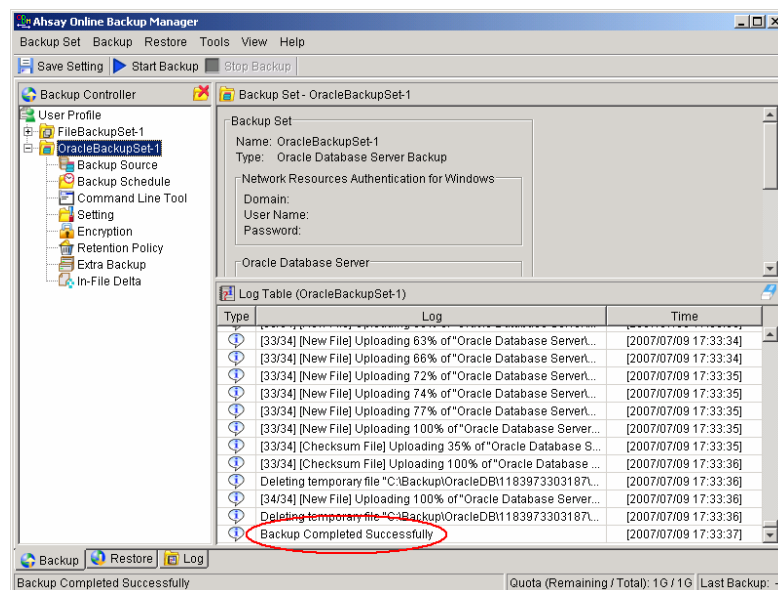 Ahsay Online Backup Manager
Backup Set Backup Restore Tools View Help
Save Setting Start Backup Stop Backup
Backup Controller
User Profile
FileBackupSet-1
OracleBackupSet-1
Backup Source
Backup Schedule
Command Line Tool
Setting
Encryption
Retention Policy
Extra Backup
In-File Delta
Backup Set - OracleBackupSet-1
Backup Set
Name: OracleBackupSet-1
Type: Oracle Database Server Backup
Network Resources Authentication for Windows
Domain:
User Name:
Password:
Oracle Database Server
Log Table (OracleBackupSet-1)
Type Log Time
[33/34] [New File] Uploading 63% of "Oracle Database Server\... [2007/07/09 17:33:34]
[33/34] [New File] Uploading 66% of "Oracle Database Server\... [2007/07/09 17:33:34]
[33/34] [New File] Uploading 72% of "Oracle Database Server\... [2007/07/09 17:33:35]
[33/34] [New File] Uploading 74% of "Oracle Database Server\... [2007/07/09 17:33:35]
[33/34] [New File] Uploading 77% of "Oracle Database Server\... [2007/07/09 17:33:35]
[33/34] [New File] Uploading 100% of "Oracle Database Server... [2007/07/09 17:33:35]
[33/34] [Checksum File] Uploading 35% of "Oracle Database S... [2007/07/09 17:33:35]
[33/34] [Checksum File] Uploading 100% of "Oracle Database ... [2007/07/09 17:33:36]
Deleting temporary file "C:\Backup\OracleDB\1183973303187\... [2007/07/09 17:33:36]
[34/34] [New File] Uploading 100% of "Oracle Database Server... [2007/07/09 17:33:36]
Deleting temporary file "C:\Backup\OracleDB\1183973303187\... [2007/07/09 17:33:36]
Backup Completed Successfully [2007/07/09 17:33:37]
Backup Restore Log
Backup Completed Successfully Quota (Remaining / Total): 1G / 1G Last Backup: -